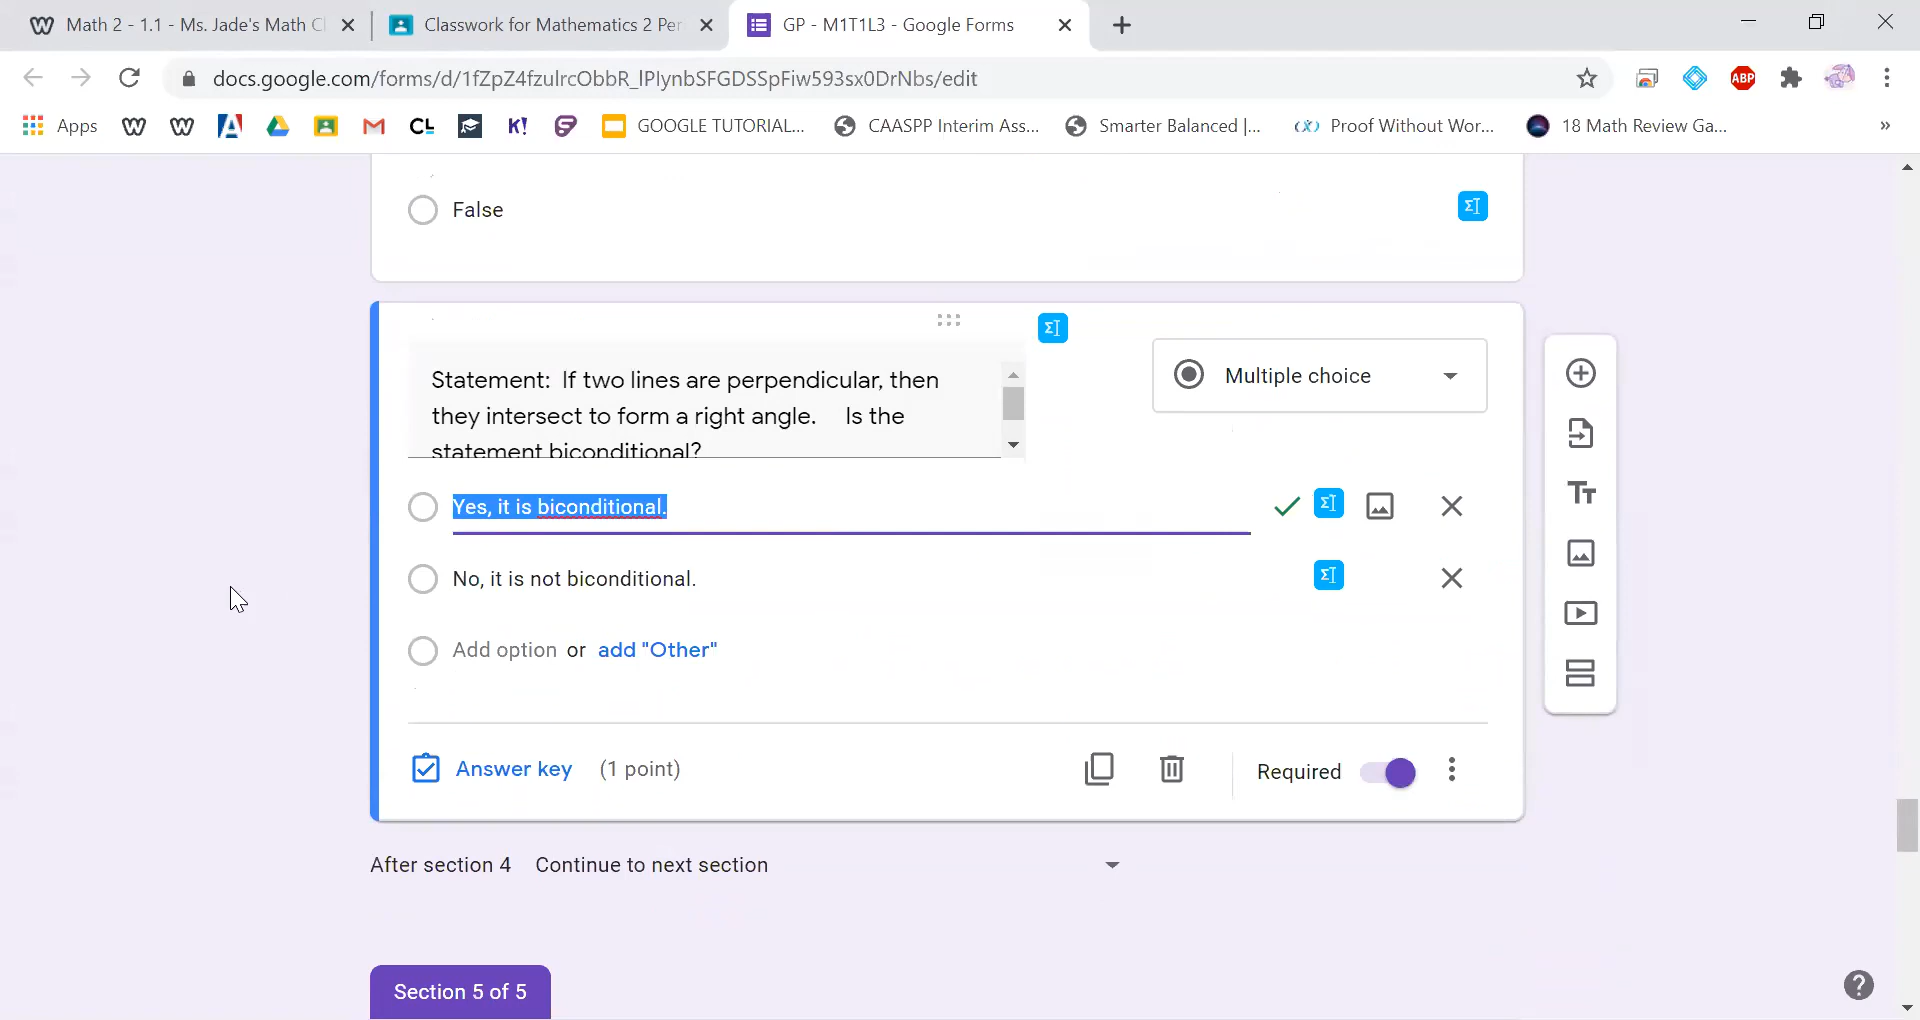 Math 2 - 1.1 - Ms. Jade's Math Cl
Classwork for Mathematics 2 Per
GP - M1T1L3 - Google Forms
docs.google.com/forms/d/1fZpZ4fzulrcObbR_lPlynbSFGDSSpFiw593sx0DrNbs/edit
ABP
Apps
CL
K!
GOOGLE TUTORIAL...
CAASPP Interim Ass...
Smarter Balanced |...
Proof Without Wor...
18 Math Review Ga...
»
False
Statement: If two lines are perpendicular, then
they intersect to form a right angle. Is the
statement biconditional?
Multiple choice
Yes, it is biconditional.
No, it is not biconditional.
Add option or add "Other"
Answer key (1 point)
Required
After section 4 Continue to next section
Section 5 of 5